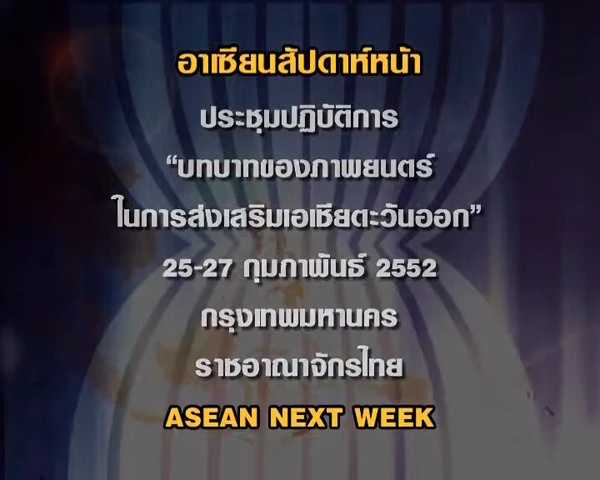 อาเซียนสัปดาห์หน้า
ประชุมปฏิบัติการ
“บทบาทของภาพยนตร์
ในการส่งเสริมเอเชียตะวันออก”
25-27 กุมภาพันธ์ 2552
กรุงเทพมหานคร
ราชอาณาจักรไทย
ASEAN NEXT WEEK